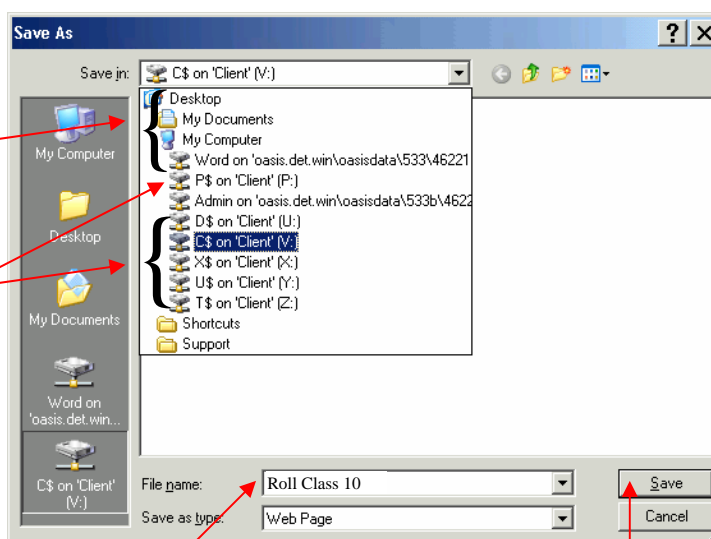 Save As
Save in: C$ on 'Client' (V:)
Desktop
My Documents
My Computer
Word on 'oasis.det.win\oasisdata\533\46221
P$ on 'Client' (P:)
Admin on 'oasis.det.win\oasisdata\533b\4622
D$ on 'Client' (U:)
C$ on 'Client' (V:)
X$ on 'Client' (X:)
U$ on 'Client' (Y:)
T$ on 'Client' (Z:)
Shortcuts
Support
My Computer
Desktop
My Documents
Word on
'oasis.det.win...
C$ on 'Client'
(V:)
File name: Roll Class 10
Save
Save as type: Web Page
Cancel